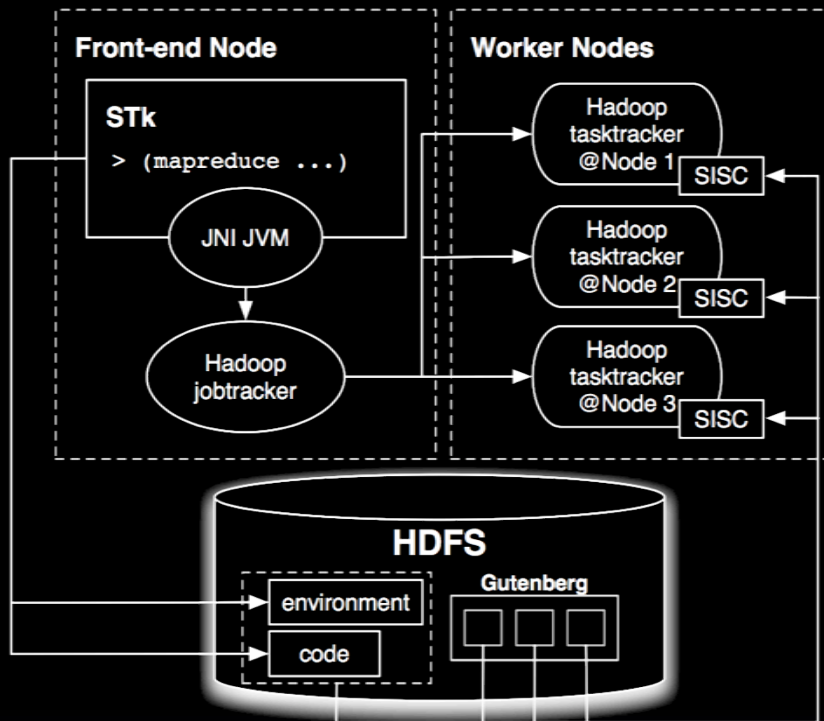 Front-end Node
STk
> (mapreduce ...)
JNI JVM
Hadoop
jobtracker
Worker Nodes
Hadoop
tasktracker
@Node 1
SISC
Hadoop
tasktracker
@Node 2
SISC
Hadoop
tasktracker
@Node 3
SISC
HDFS
environment
code
Gutenberg